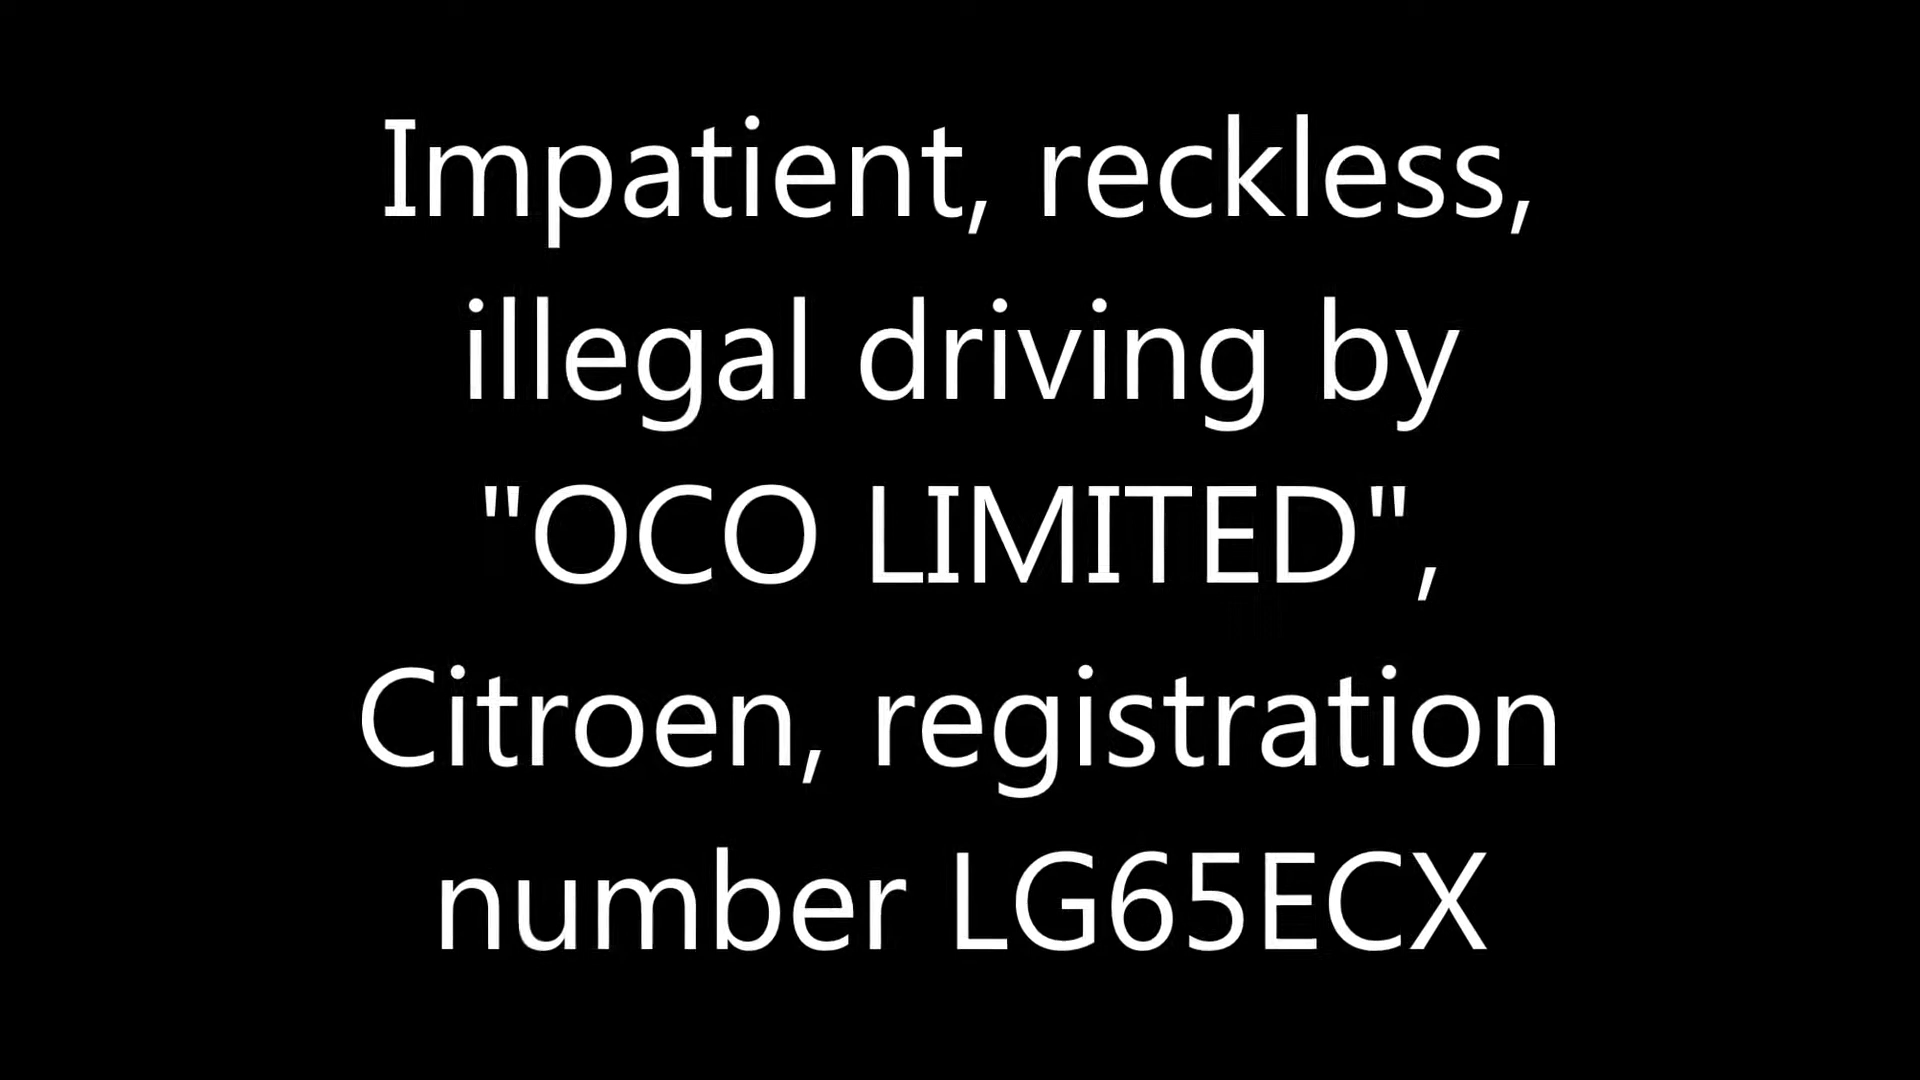 Impatient, reckless,
illegal driving by
"OCO LIMITED",
Citroen, registration
number LG65ECX